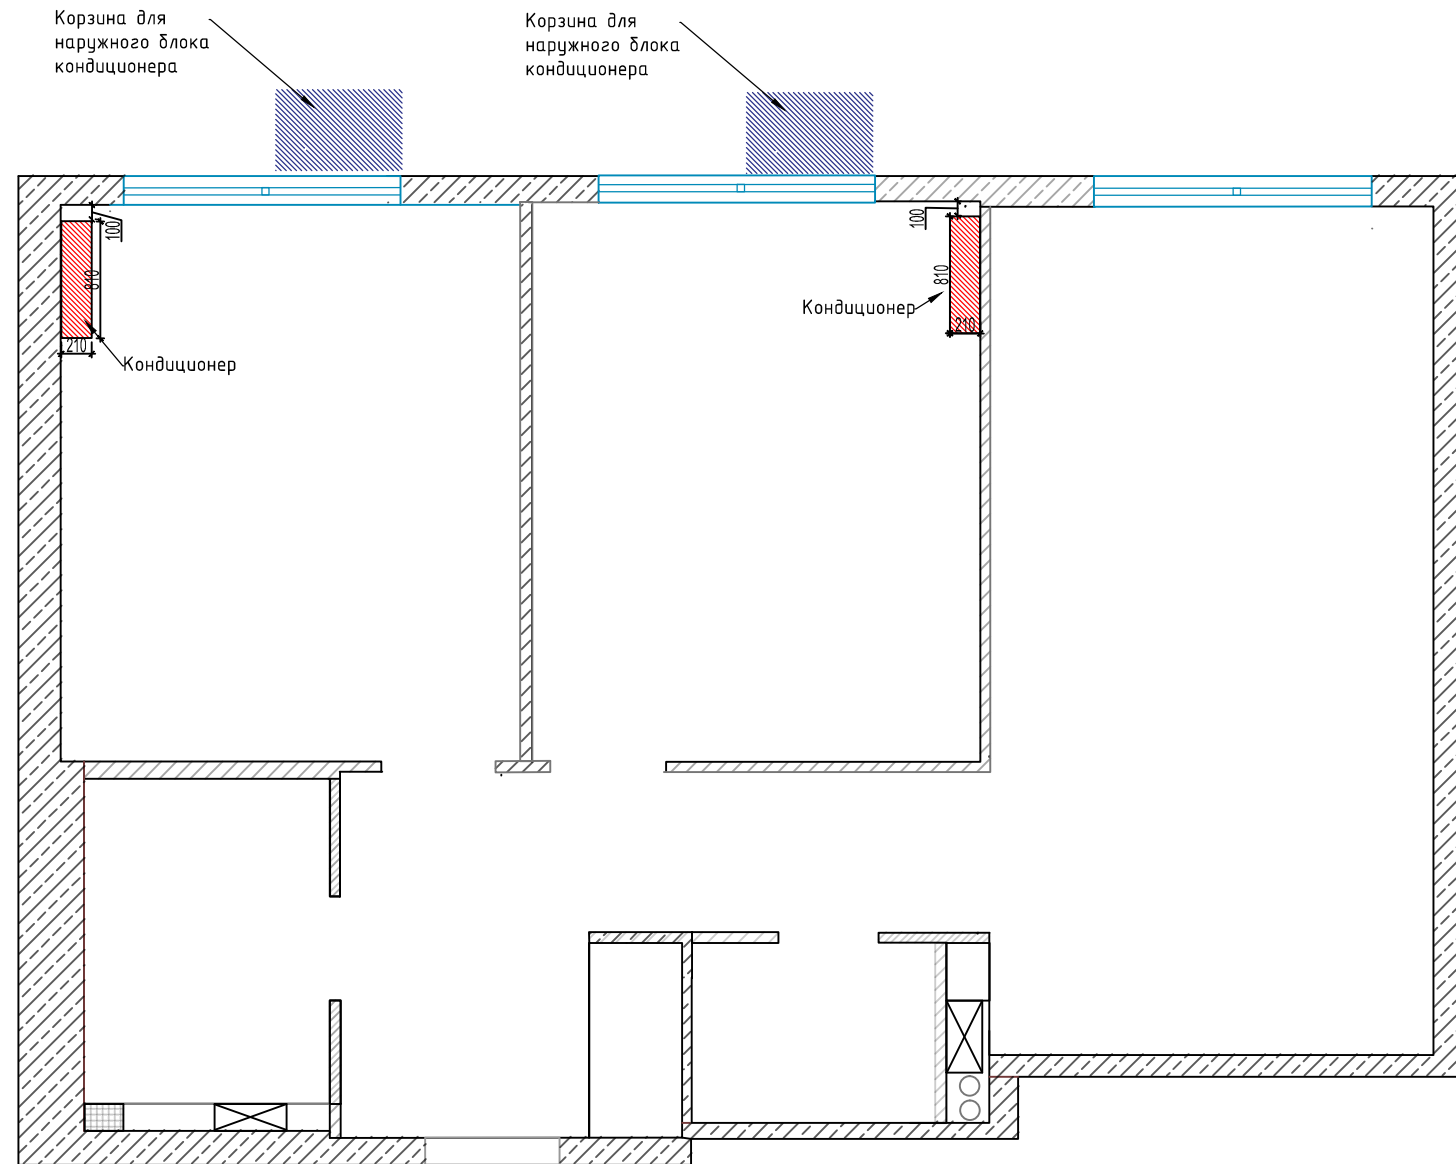 Корзина для
наружного блока
кондиционера
Корзина для
наружного блока
кондиционера
100
810
210
Кондиционер
100
810
Кондиционер
210